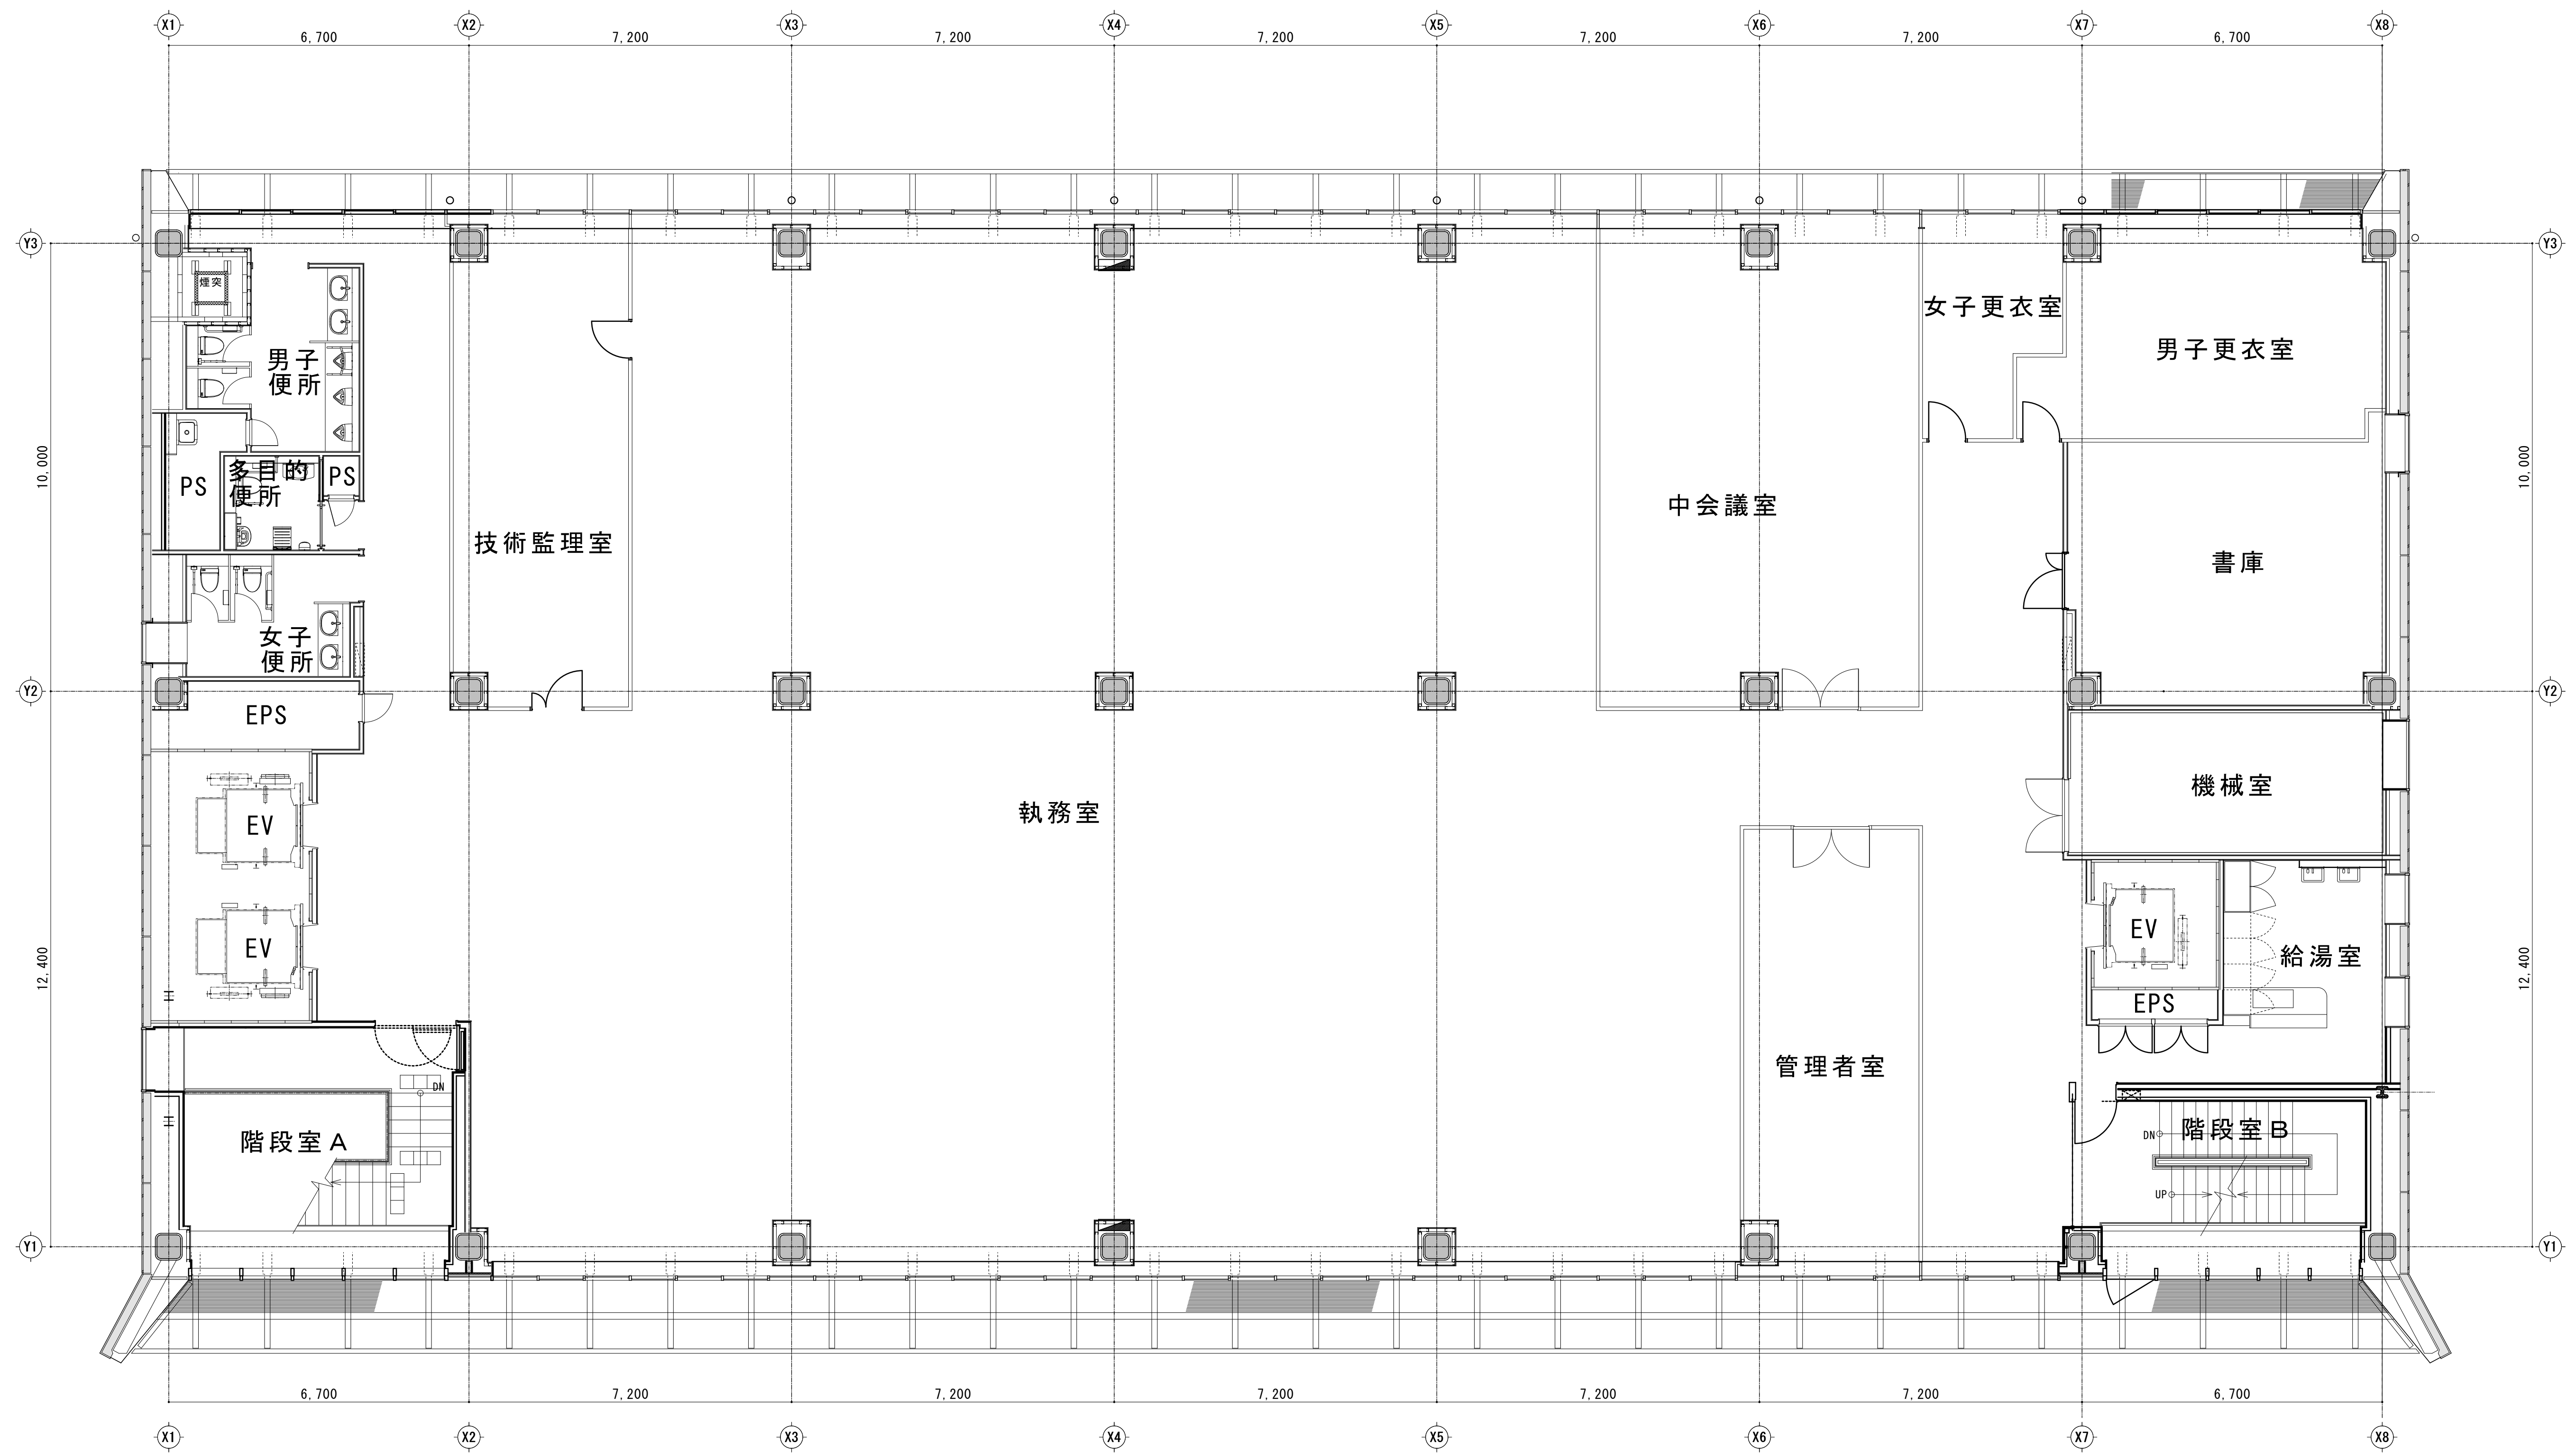 X1 X2 X3 X4 X5 X6 X7 X8
6,700 7,200 7,200 7,200 7,200 7,200 6,700
Y3 Y3
煙突
女子更衣室
男子更衣室
男子
便所
10,000 10,000
PS
多目的
便所
PS
中会議室
技術監理室
書庫
女子
便所
Y2 Y2
EPS
機械室
執務室
EV
EV
EV
給湯室
12,400 12,400
EPS
管理者室
DN
階段室A
DN
階段室B
UP
Y1 Y1
6,700 7,200 7,200 7,200 7,200 7,200 6,700
X1 X2 X3 X4 X5 X6 X7 X8